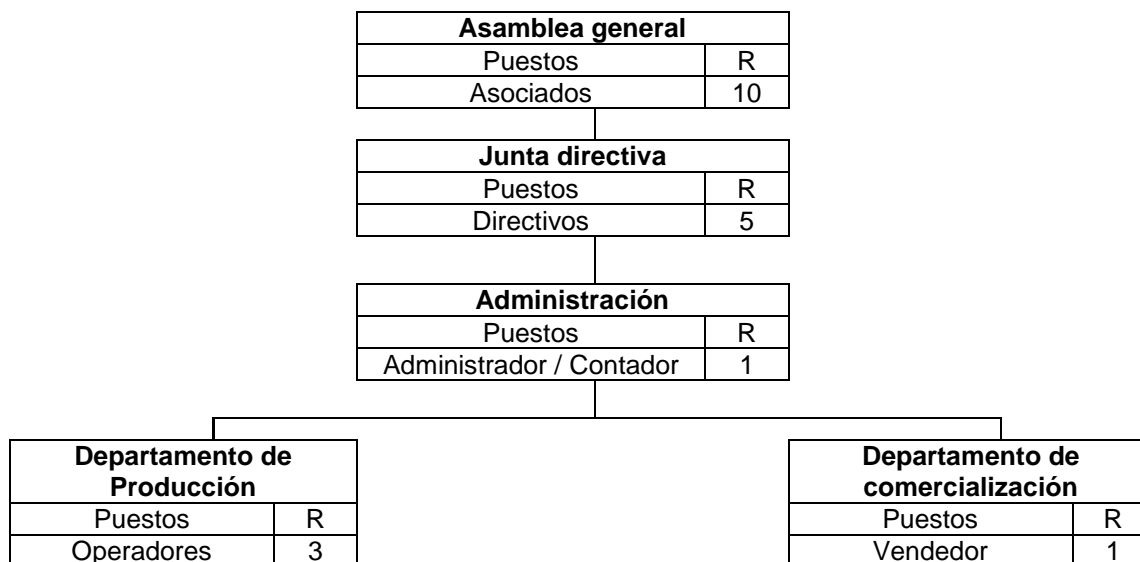 Asamblea general
Puestos R
Asociados 10
Junta directiva
Puestos R
Directivos 5
Administración
Puestos R
Administrador / Contador 1
Departamento de
Producción
Puestos R
Operadores 3
Departamento de
comercialización
Puestos R
Vendedor 1